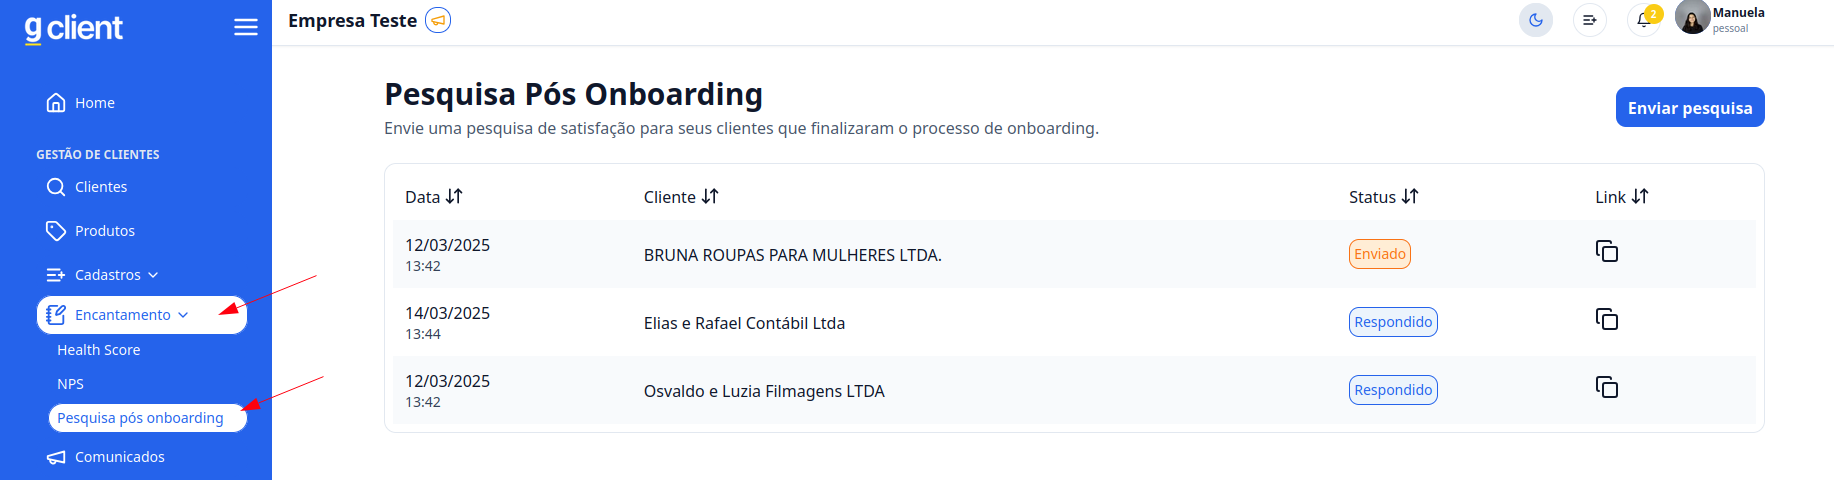 g client
Home
GESTÃO DE CLIENTES
Clientes
Produtos
Cadastros
Encantamento
Health Score
NPS
Pesquisa pós onboarding
Comunicados
Empresa Teste
2
Manuela
pessoal
Pesquisa Pós Onboarding
Envie uma pesquisa de satisfação para seus clientes que finalizaram o processo de onboarding.
Enviar pesquisa
Data Cliente Status Link
12/03/2025
13:42
BRUNA ROUPAS PARA MULHERES LTDA.
Enviado
14/03/2025
13:44
Elias e Rafael Contábil Ltda
Respondido
12/03/2025
13:42
Osvaldo e Luzia Filmagens LTDA
Respondido